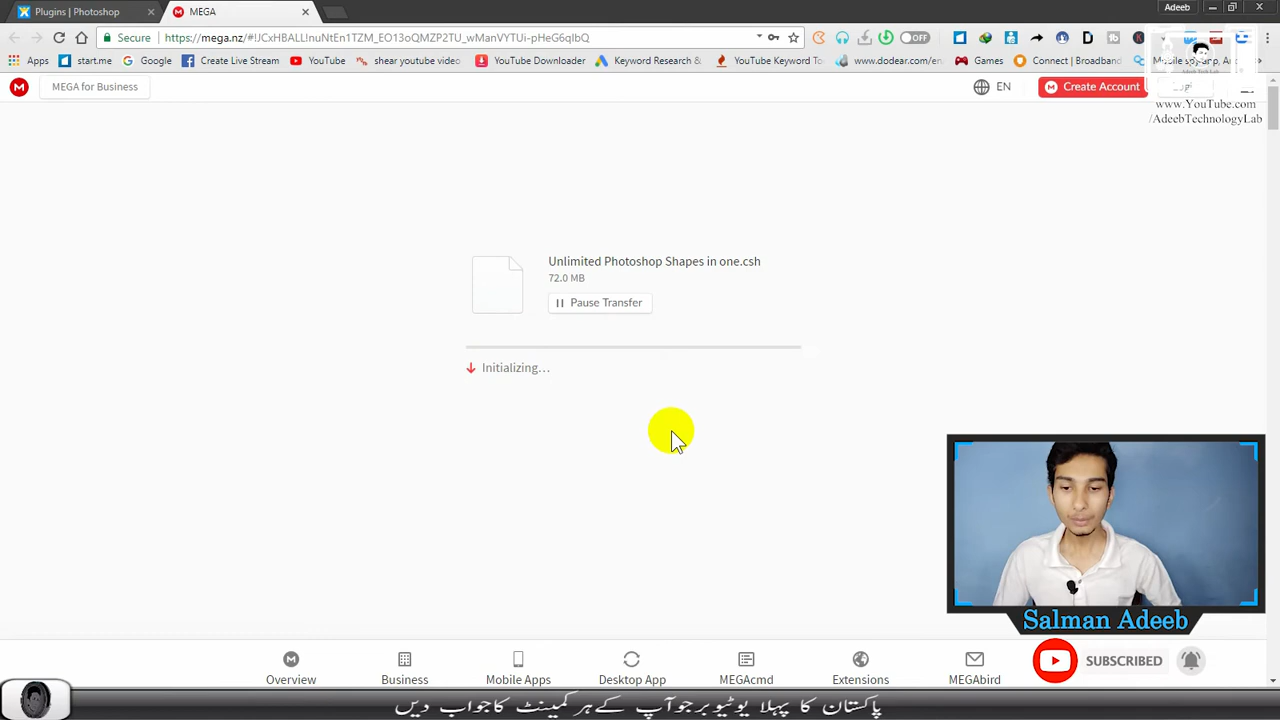 Plugins | Photoshop
MEGA
Adeeb
Secure
https://mega.nz/#!JCxHBALL!nuNtEn1TZM_EO13oQMZP2TU_wManVYTUi-pHeG6qIbQ
OFF
Apps
start.me
Google
Create Live Stream
YouTube
shear youtube video
YouTube Downloader
Keyword Research &
YouTube Keyword To
www.dodear.com/en
Games
Connect | Broadband
MEGA for Business
EN
Create Account
www.YouTube.com
/AdeebTechnologyLab
Unlimited Photoshop Shapes in one.csh
72.0 MB
Pause Transfer
Initializing...
Salman Adeeb
SUBSCRIBED
Overview
Business
Mobile Apps
Desktop App
MEGAcmd
Extensions
MEGAbird
پاکستان کا پہلا یوٹیوبر جو آپ کے ہر کمینٹ کا جواب دیں